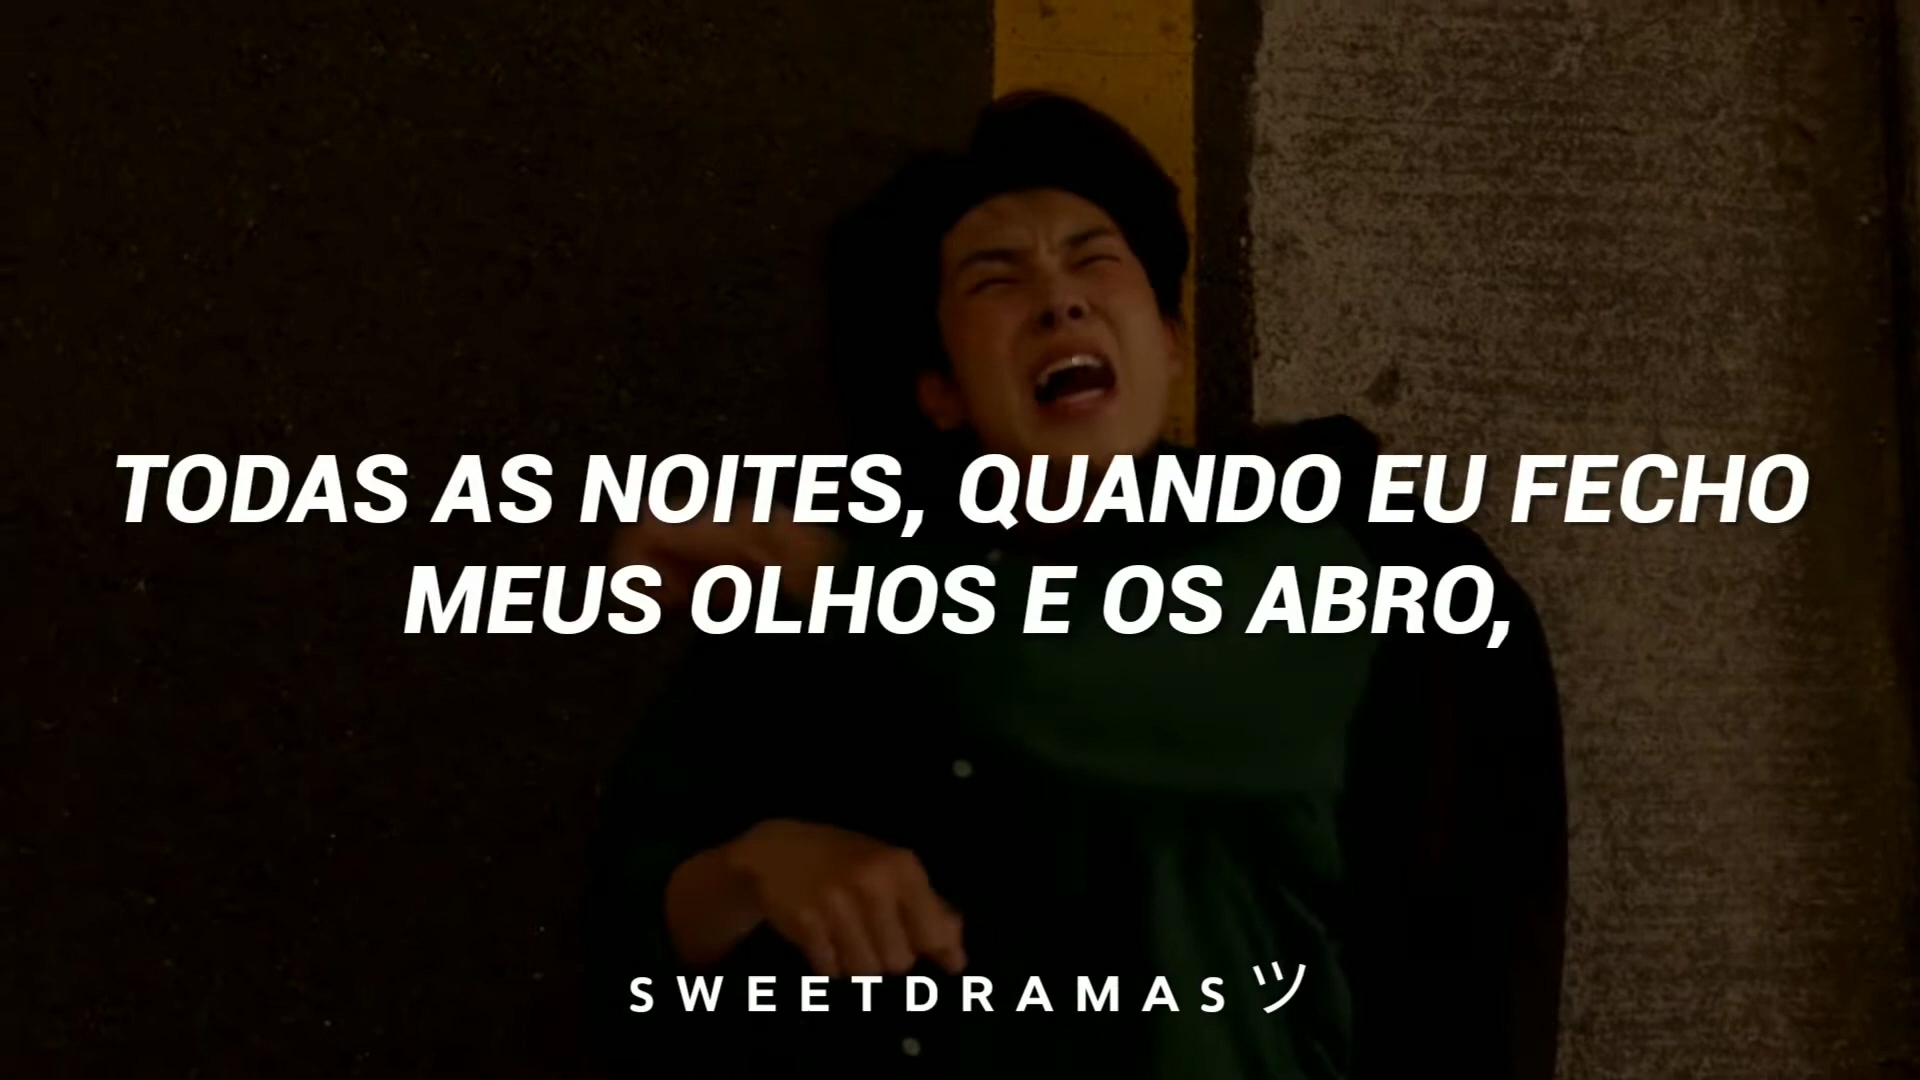 TODAS AS NOITES, QUANDO EU FECHO
MEUS OLHOS E OS ABRO,
SWEETDRAMASツ